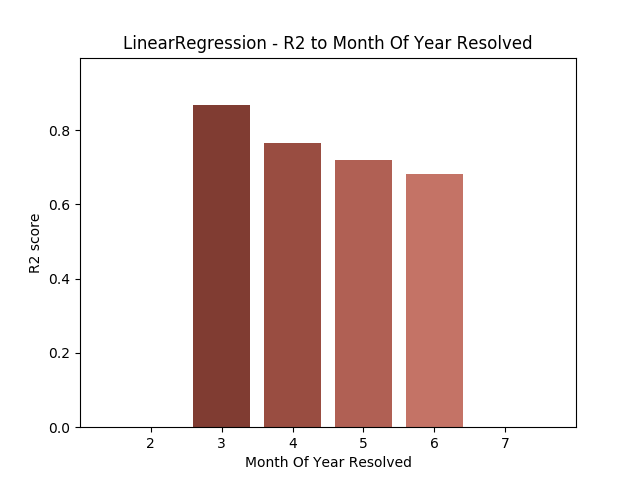 LinearRegression - R2 to Month Of Year Resolved
0.8
0.6
0.4
0.2
0.0
R2 score
2 3 4 5 6 7
Month Of Year Resolved